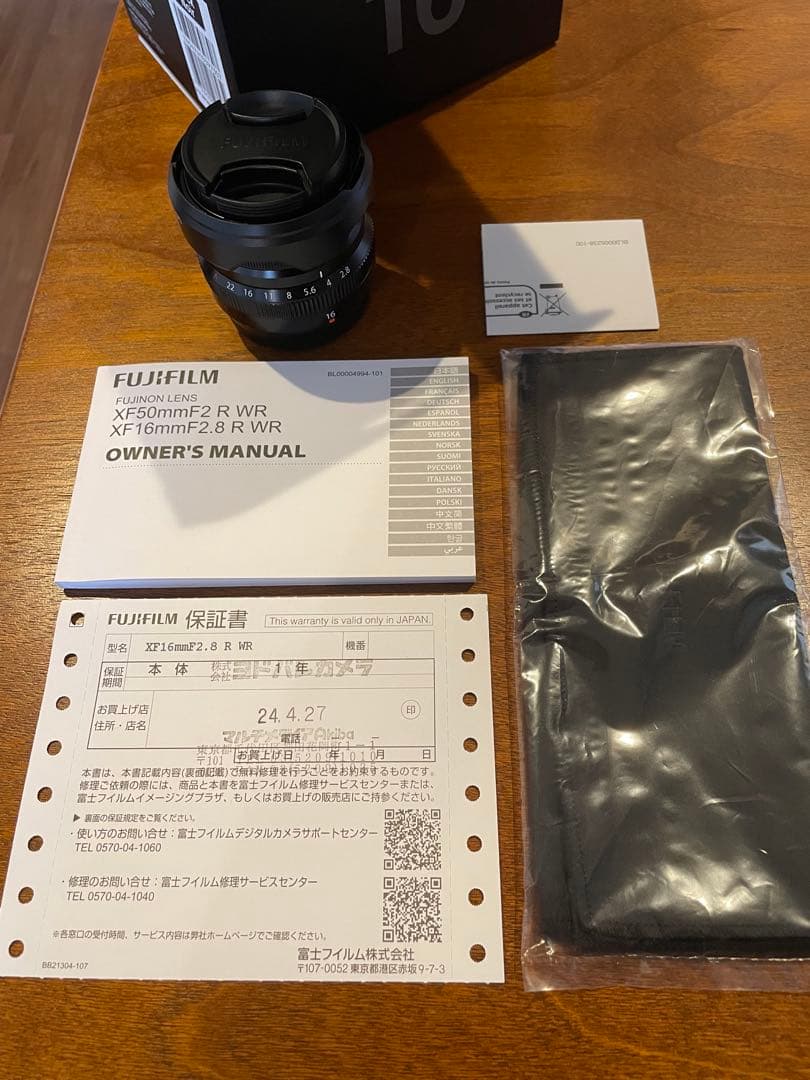 16
FUJIFILM
22 16 11 8 5.6 4 2.8
16
BL00005238-100
Cet appareil
et ses accessoires
se recyclent
FR
FUJIFILM
BL00004994-101
FUJINON LENS
XF50mmF2 R WR
XF16mmF2.8 R WR
OWNER'S MANUAL
日本語
ENGLISH
FRANÇAIS
DEUTSCH
ESPAÑOL
NEDERLANDS
SVENSKA
NORSK
SUOMI
РУССКИЙ
ITALIANO
DANSK
POLSKI
中文简
中文繁體
한글
عربي
FUJIFILM 保証書
This warranty is valid only in JAPAN.
型名 XF16mmF2.8 R WR 機番
保証期間 本体 1年
株式会社ヨドバシカメラ
お買上げ店
住所・店名
24.4.27
印
マルチメディアAkiba
電話
〒101
お買上げ日 年 月 日
本書は、本書記載内容(裏面記載)で無料修理を行うことをお約束するものです。
修理ご依頼の際には、商品と本書を富士フイルム修理サービスセンターまたは、
富士フイルムイメージングプラザ、もしくはお買上げの販売店にご持参ください。
▶ 裏面の保証規定をご覧ください。
・使い方のお問い合せ：富士フイルムデジタルカメラサポートセンター
TEL 0570-04-1060
・修理のお問い合せ：富士フイルム修理サービスセンター
TEL 0570-04-1040
※各窓口の受付時間、サービス内容は弊社ホームページでご確認ください。
富士フイルム株式会社
〒107-0052 東京都港区赤坂9-7-3
BB21304-107